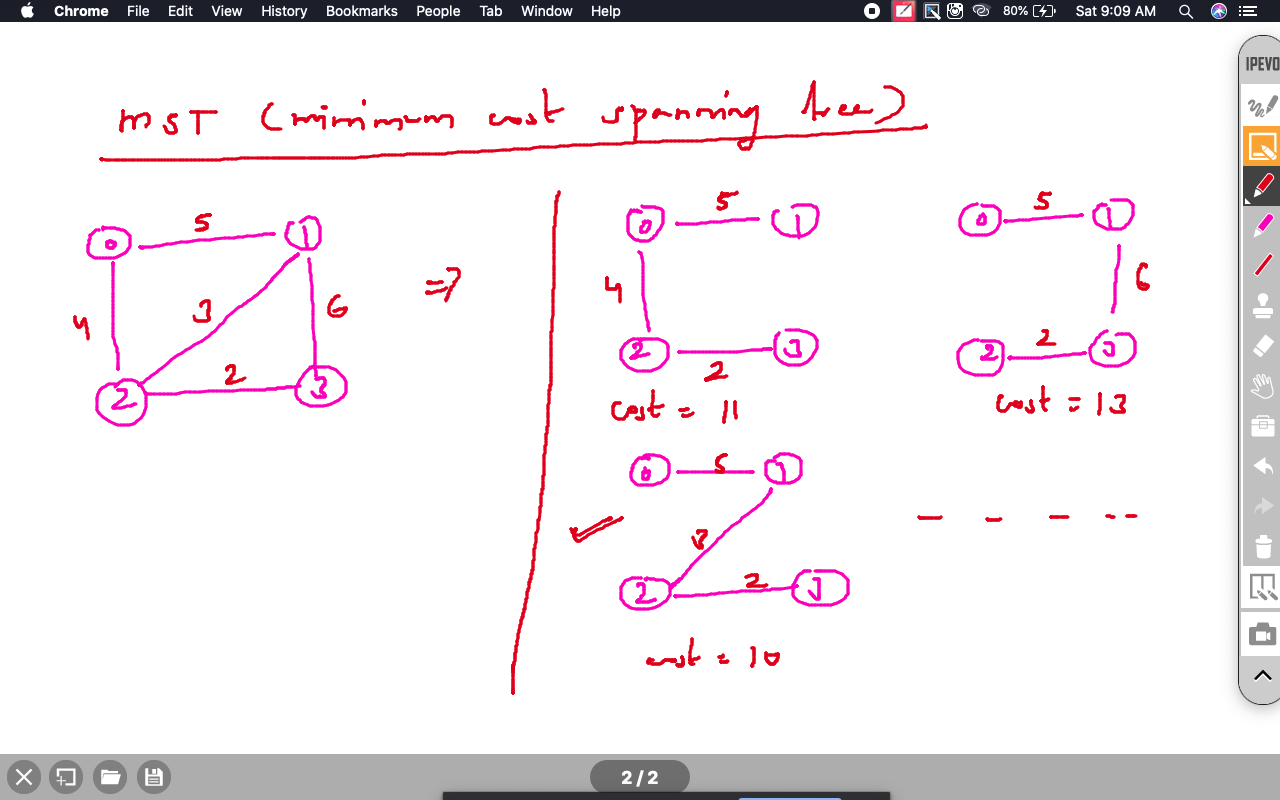 Chrome File Edit View History Bookmarks People Tab Window Help 80% Sat 9:09 AM
IPEVO
MST (minimum cost spanning tree)
0 5 1
4 3 6
2 2 3
=>
0 5 1
4
2 2 3
cost = 11
0 5 1
6
2 2 3
cost = 13
0 5 1
3
2 2 3
cost = 10
2 / 2